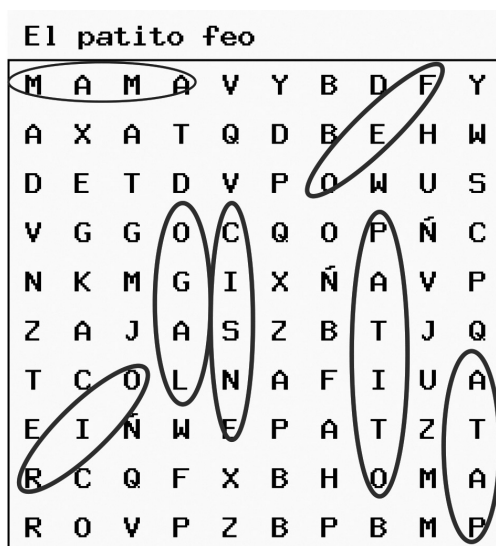 El patito feo
M A M A V Y B D F Y
A X A T Q D B E H W
D E T D V P O W U S
V G G O C Q O P Ñ C
N K M G I X Ñ A V P
Z A J A S Z B T J Q
T C O L N A F I U A
E I Ñ W E P A T Z T
R C Q F X B H O M A
R O V P Z B P B M P